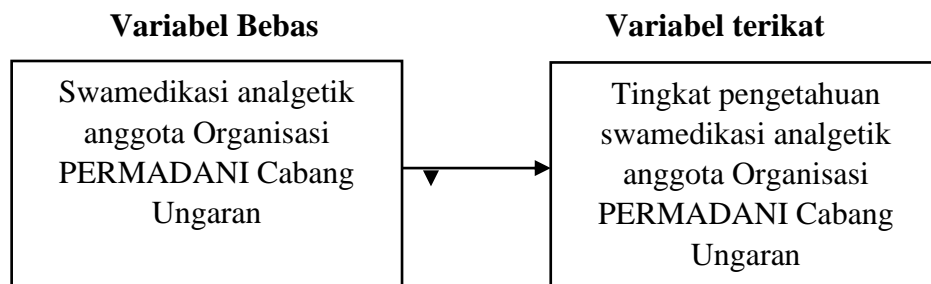 Variabel Bebas
Variabel terikat
Swamedikasi analgetik
anggota Organisasi
PERMADANI Cabang
Ungaran
Tingkat pengetahuan
swamedikasi analgetik
anggota Organisasi
PERMADANI Cabang
Ungaran